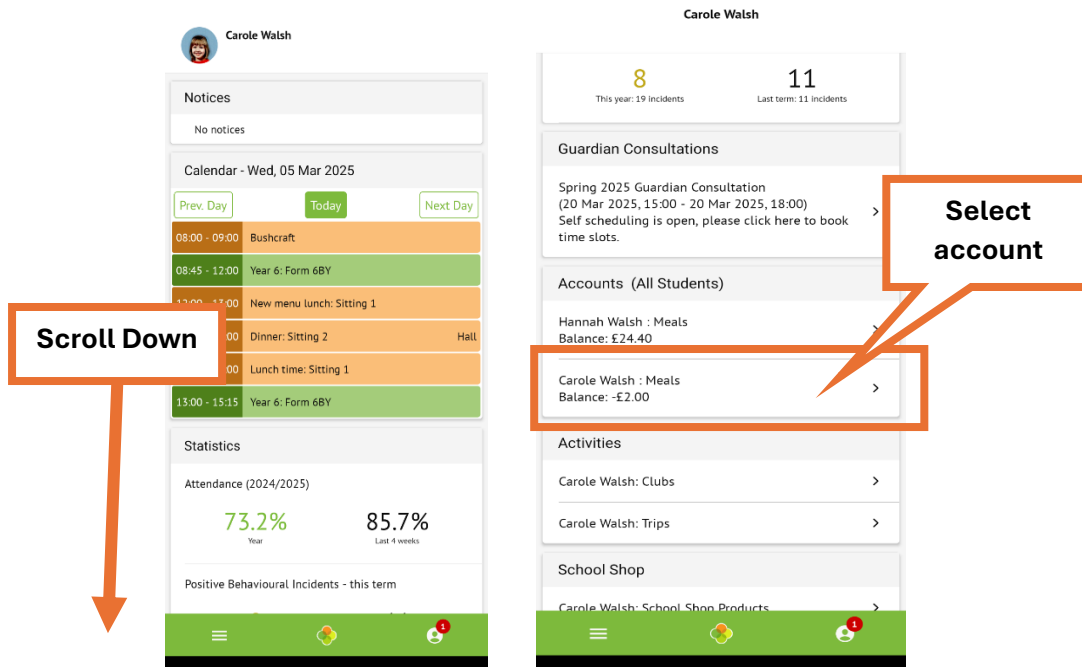 Carole Walsh
Notices
No notices
Calendar - Wed, 05 Mar 2025
Prev. Day Today Next Day
08:00 - 09:00 Bushcraft
08:45 - 12:00 Year 6: Form 6BY
12:00 - 13:00 New menu lunch: Sitting 1
00 Dinner: Sitting 2 Hall
00 Lunch time: Sitting 1
13:00 - 15:15 Year 6: Form 6BY
Statistics
Attendance (2024/2025)
73.2% 85.7%
Year Last 4 weeks
Positive Behavioural Incidents - this term
1
Scroll Down
Carole Walsh
8 11
This year: 19 incidents Last term: 11 incidents
Guardian Consultations
Spring 2025 Guardian Consultation
(20 Mar 2025, 15:00 - 20 Mar 2025, 18:00)
Self scheduling is open, please click here to book
time slots.
Accounts (All Students)
Hannah Walsh : Meals
Balance: £24.40
Carole Walsh : Meals
Balance: -£2.00
Activities
Carole Walsh: Clubs
Carole Walsh: Trips
School Shop
Carole Walsh: School Shop Products
1
Select
account